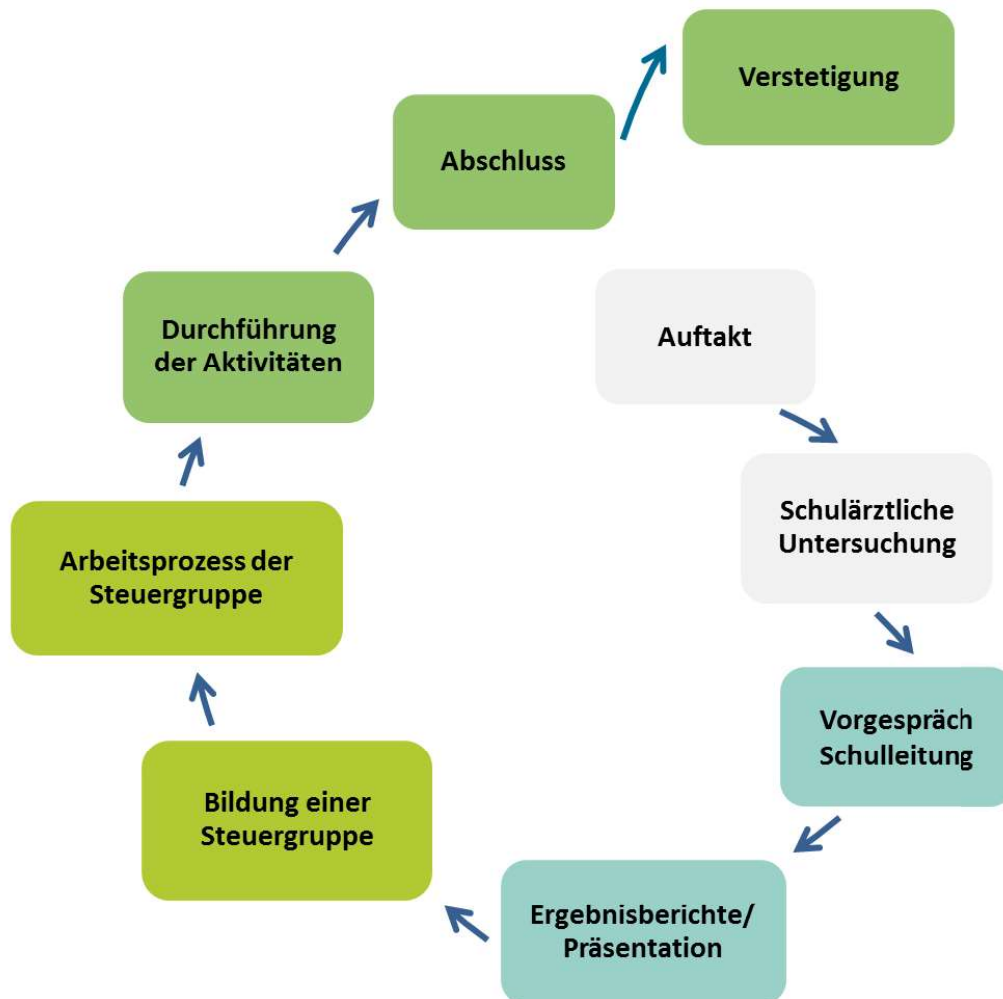 Verstetigung
Abschluss
Auftakt
Durchführung
der Aktivitäten
Schulärztliche
Untersuchung
Arbeitsprozess der
Steuergruppe
Vorgespräch
Schulleitung
Bildung einer
Steuergruppe
Ergebnisberichte/
Präsentation